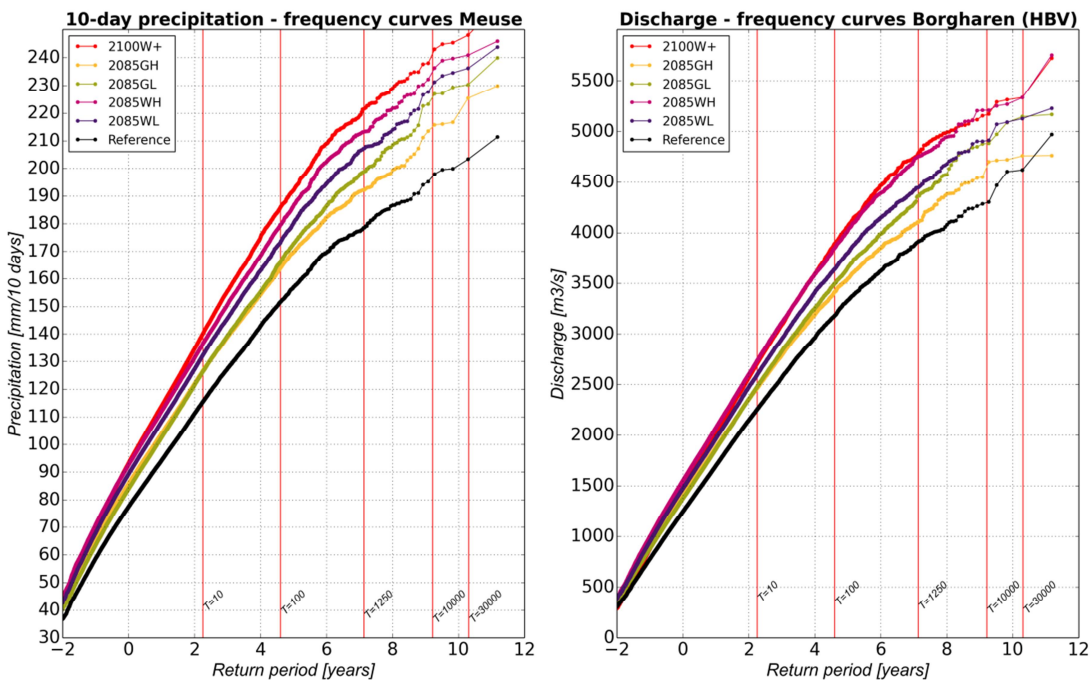 10-day precipitation - frequency curves Meuse
240
230
220
210
200
190
180
170
160
150
140
130
120
110
100
90
80
70
60
50
40
30
Precipitation [mm/10 days]
2100W+
2085GH
2085GL
2085WH
2085WL
Reference
T=10
T=100
T=1250
T=10000
T=30000
−2 0 2 4 6 8 10 12
Return period [years]
Discharge - frequency curves Borgharen (HBV)
5500
5000
4500
4000
3500
3000
2500
2000
1500
1000
500
0
Discharge [m3/s]
2100W+
2085GH
2085GL
2085WH
2085WL
Reference
T=10
T=100
T=1250
T=10000
T=30000
−2 0 2 4 6 8 10 12
Return period [years]